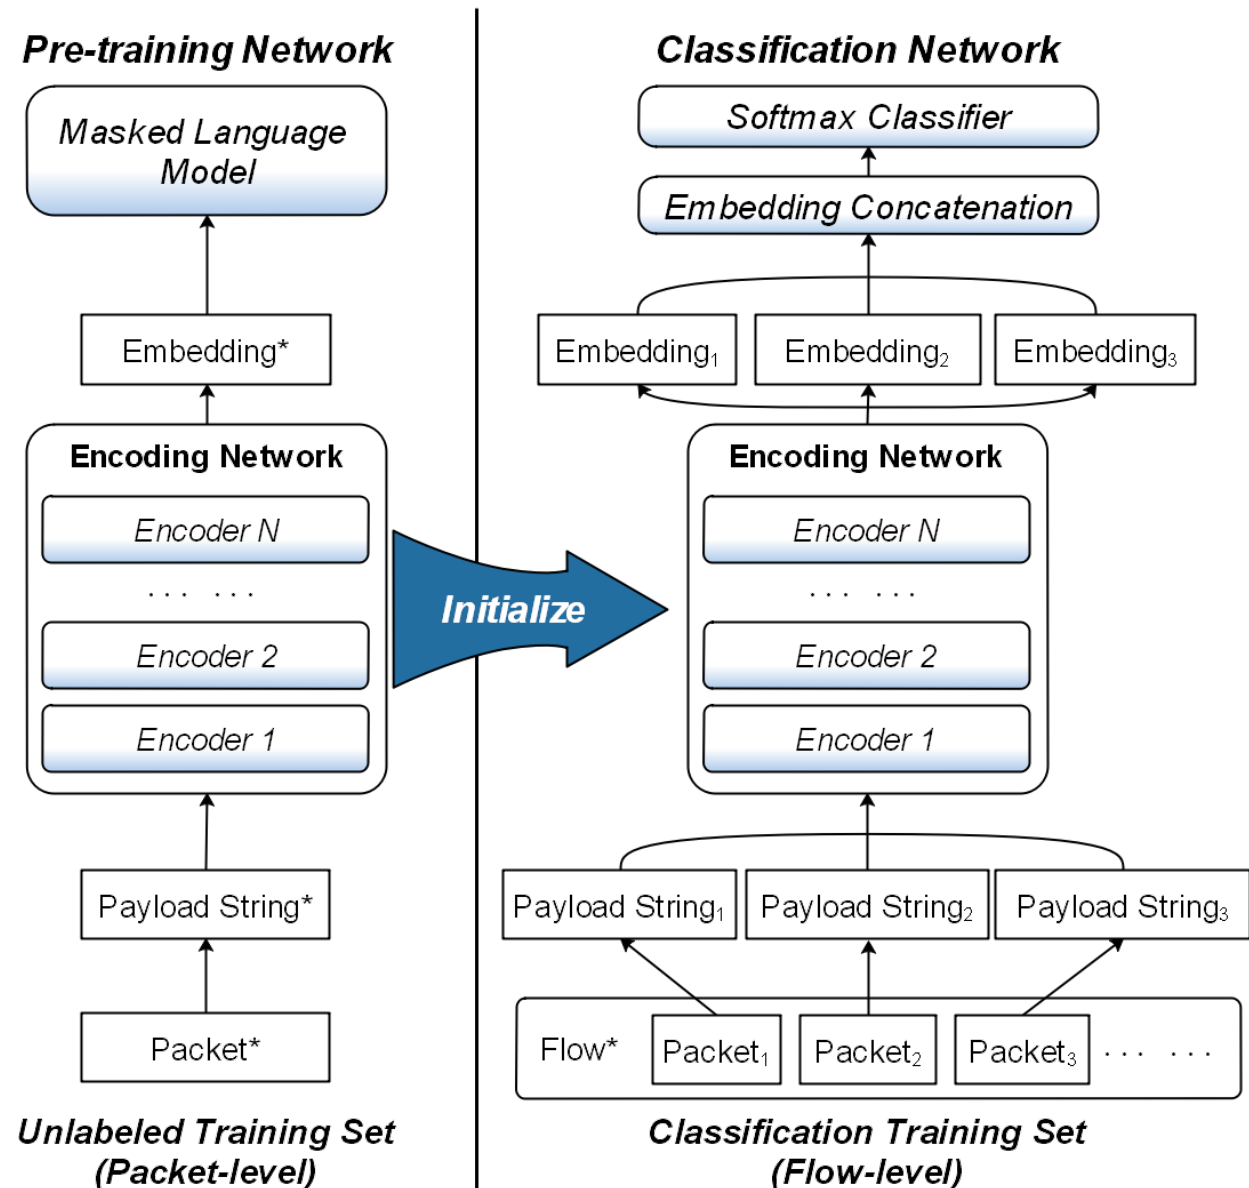 Pre-training Network
Masked Language
Model
Embedding*
Encoding Network
Encoder N
... ...
Encoder 2
Encoder 1
Payload String*
Packet*
Unlabeled Training Set
(Packet-level)
Initialize
Classification Network
Softmax Classifier
Embedding Concatenation
Embedding₁ Embedding₂ Embedding₃
Encoding Network
Encoder N
... ...
Encoder 2
Encoder 1
Payload String₁ Payload String₂ Payload String₃
Flow* Packet₁ Packet₂ Packet₃ ... ...
Classification Training Set
(Flow-level)